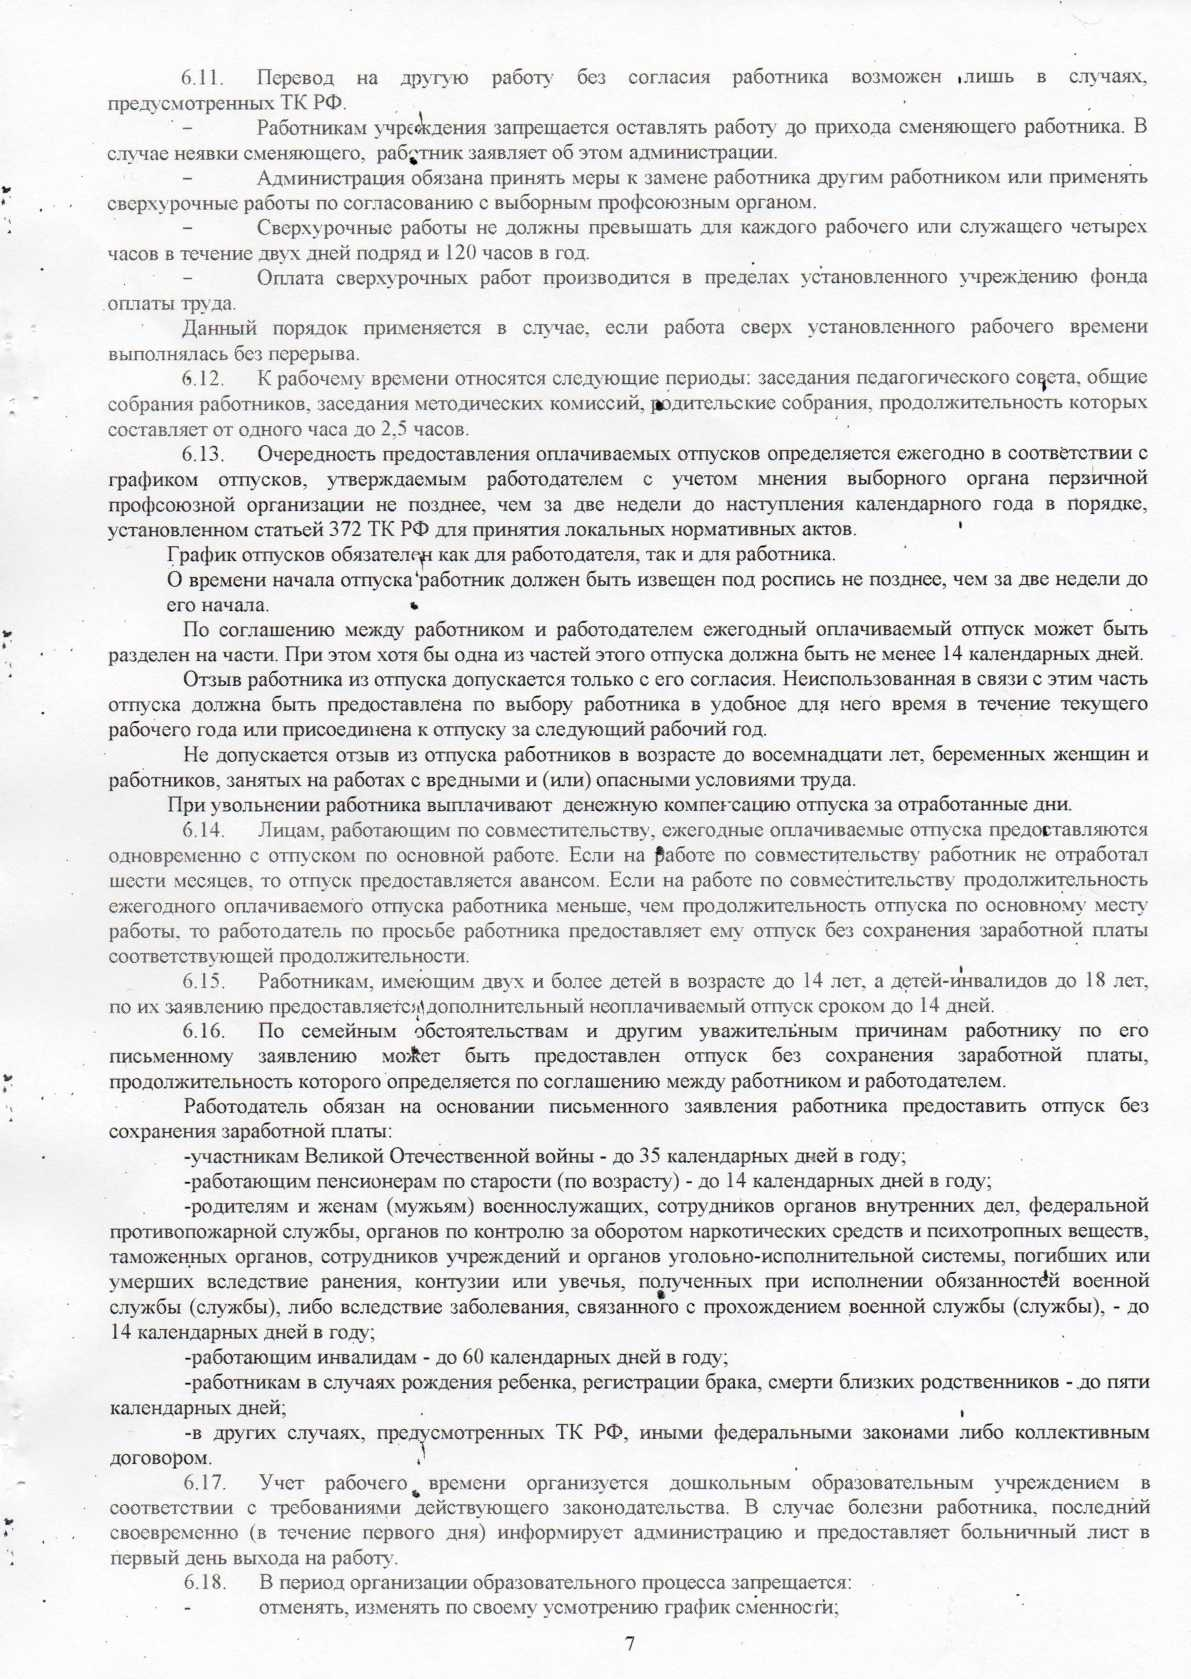 6.11. Перевод на другую работу без согласия работника возможен лишь в случаях,
предусмотренных ТК РФ.
– Работникам учреждения запрещается оставлять работу до прихода сменяющего работника. В
случае неявки сменяющего, работник заявляет об этом администрации.
– Администрация обязана принять меры к замене работника другим работником или применять
сверхурочные работы по согласованию с выборным профсоюзным органом.
– Сверхурочные работы не должны превышать для каждого рабочего или служащего четырех
часов в течение двух дней подряд и 120 часов в год.
– Оплата сверхурочных работ производится в пределах установленного учреждению фонда
оплаты труда.
Данный порядок применяется в случае, если работа сверх установленного рабочего времени
выполнялась без перерыва.
6.12. К рабочему времени относятся следующие периоды: заседания педагогического совета, общие
собрания работников, заседания методических комиссий, родительские собрания, продолжительность которых
составляет от одного часа до 2,5 часов.
6.13. Очередность предоставления оплачиваемых отпусков определяется ежегодно в соответствии с
графиком отпусков, утверждаемым работодателем с учетом мнения выборного органа первичной
профсоюзной организации не позднее, чем за две недели до наступления календарного года в порядке,
установленном статьей 372 ТК РФ для принятия локальных нормативных актов.
График отпусков обязателен как для работодателя, так и для работника.
О времени начала отпуска работник должен быть извещен под роспись не позднее, чем за две недели до
его начала.
По соглашению между работником и работодателем ежегодный оплачиваемый отпуск может быть
разделен на части. При этом хотя бы одна из частей этого отпуска должна быть не менее 14 календарных дней.
Отзыв работника из отпуска допускается только с его согласия. Неиспользованная в связи с этим часть
отпуска должна быть предоставлена по выбору работника в удобное для него время в течение текущего
рабочего года или присоединена к отпуску за следующий рабочий год.
Не допускается отзыв из отпуска работников в возрасте до восемнадцати лет, беременных женщин и
работников, занятых на работах с вредными и (или) опасными условиями труда.
При увольнении работника выплачивают денежную компенсацию отпуска за отработанные дни.
6.14. Лицам, работающим по совместительству, ежегодные оплачиваемые отпуска предоставляются
одновременно с отпуском по основной работе. Если на работе по совместительству работник не отработал
шести месяцев, то отпуск предоставляется авансом. Если на работе по совместительству продолжительность
ежегодного оплачиваемого отпуска работника меньше, чем продолжительность отпуска по основному месту
работы, то работодатель по просьбе работника предоставляет ему отпуск без сохранения заработной платы
соответствующей продолжительности.
6.15. Работникам, имеющим двух и более детей в возрасте до 14 лет, а детей-инвалидов до 18 лет,
по их заявлению предоставляется дополнительный неоплачиваемый отпуск сроком до 14 дней.
6.16. По семейным обстоятельствам и другим уважительным причинам работнику по его
письменному заявлению может быть предоставлен отпуск без сохранения заработной платы,
продолжительность которого определяется по соглашению между работником и работодателем.
Работодатель обязан на основании письменного заявления работника предоставить отпуск без
сохранения заработной платы:
-участникам Великой Отечественной войны - до 35 календарных дней в году;
-работающим пенсионерам по старости (по возрасту) - до 14 календарных дней в году;
-родителям и женам (мужьям) военнослужащих, сотрудников органов внутренних дел, федеральной
противопожарной службы, органов по контролю за оборотом наркотических средств и психотропных веществ,
таможенных органов, сотрудников учреждений и органов уголовно-исполнительной системы, погибших или
умерших вследствие ранения, контузии или увечья, полученных при исполнении обязанностей военной
службы (службы), либо вследствие заболевания, связанного с прохождением военной службы (службы), - до
14 календарных дней в году;
-работающим инвалидам - до 60 календарных дней в году;
-работникам в случаях рождения ребенка, регистрации брака, смерти близких родственников - до пяти
календарных дней;
-в других случаях, предусмотренных ТК РФ, иными федеральными законами либо коллективным
договором.
6.17. Учет рабочего времени организуется дошкольным образовательным учреждением в
соответствии с требованиями действующего законодательства. В случае болезни работника, последний
своевременно (в течение первого дня) информирует администрацию и предоставляет больничный лист в
первый день выхода на работу.
6.18. В период организации образовательного процесса запрещается:
- отменять, изменять по своему усмотрению график сменности;
7